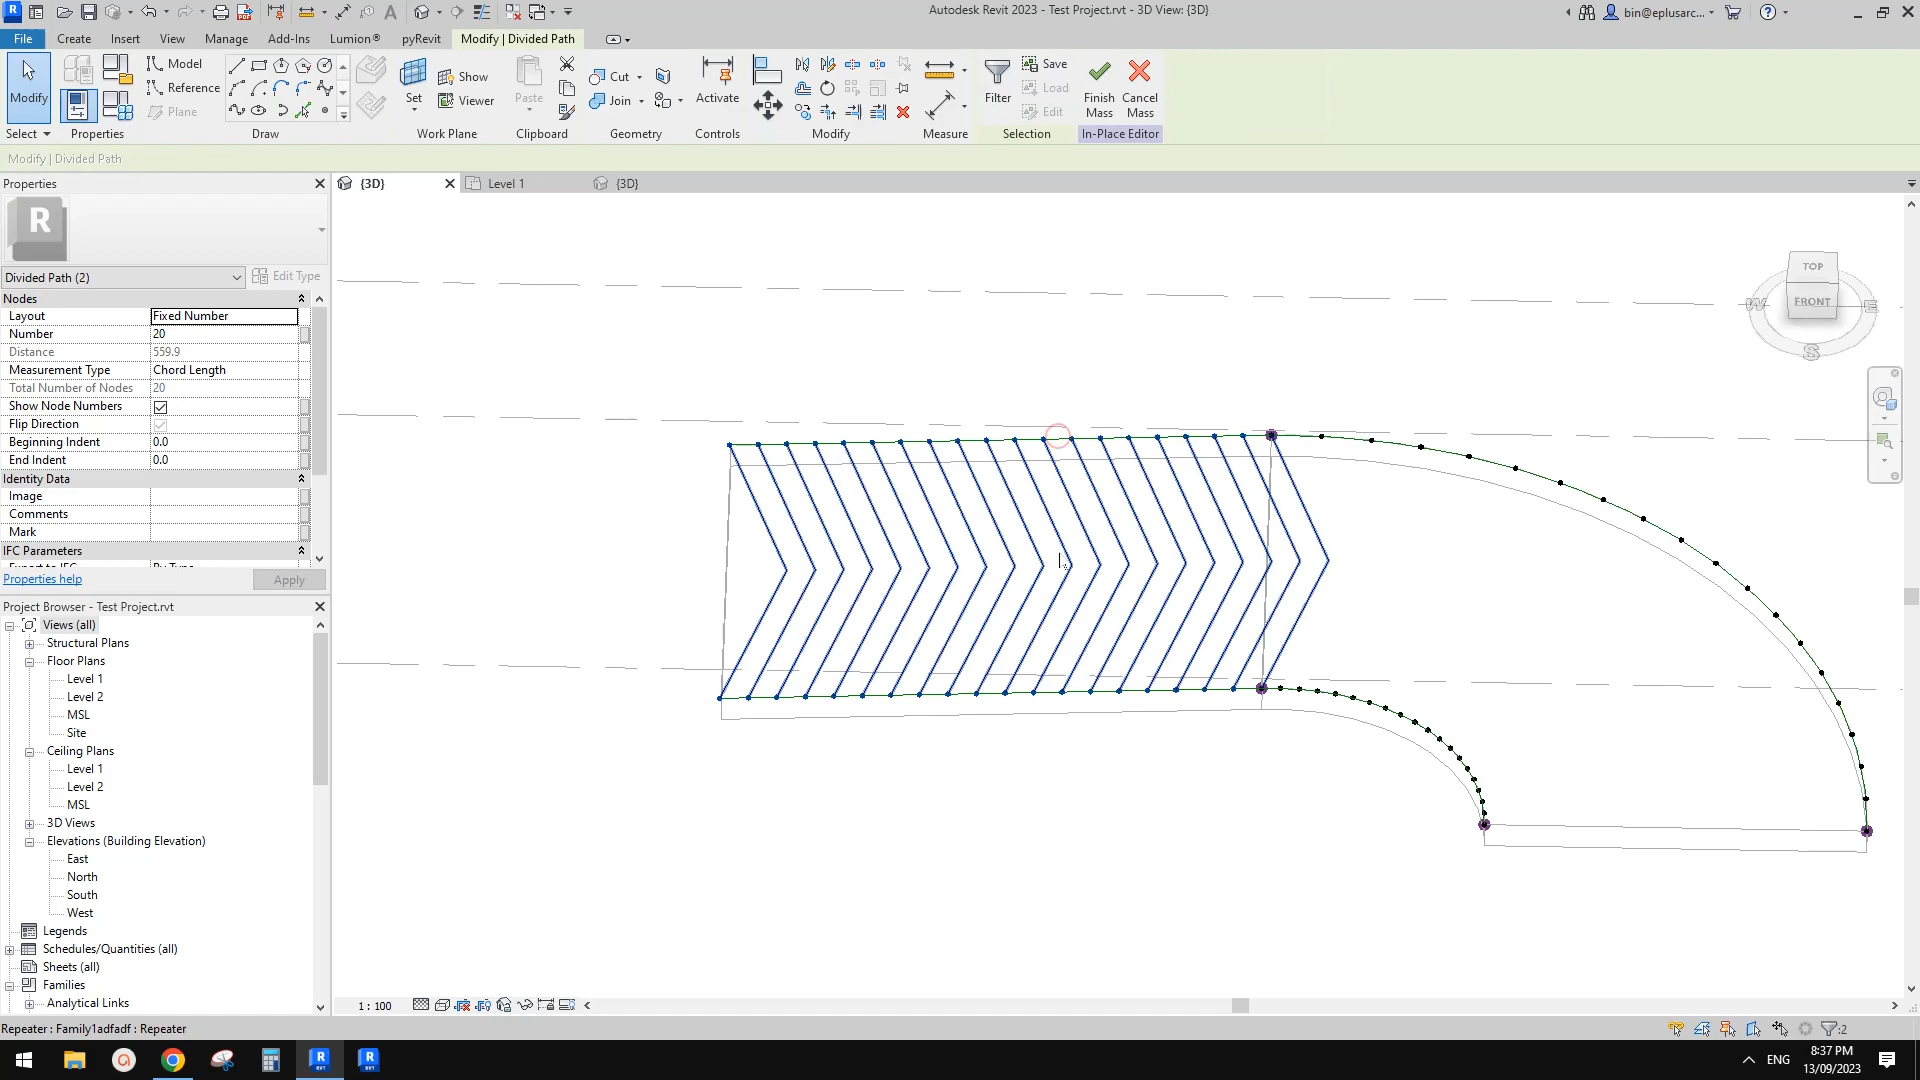 Autodesk Revit 2023 - Test Project.rvt - 3D View: {3D}
bin@eplusarc...
File
Create
Insert
View
Manage
Add-Ins
Lumion®
pyRevit
Modify | Divided Path
Modify
Select
Properties
Model
Reference
Plane
Draw
Set
Show
Viewer
Work Plane
Paste
Clipboard
Cut
Join
Geometry
Activate
Controls
Modify
Measure
Filter
Save
Load
Edit
Selection
Finish Mass
Cancel Mass
In-Place Editor
Modify | Divided Path
Properties
{3D}
Level 1
{3D}
R
Divided Path (2)
Edit Type
Nodes
Layout Fixed Number
Number 20
Distance 559.9
Measurement Type Chord Length
Total Number of Nodes 20
Show Node Numbers
Flip Direction
Beginning Indent 0.0
End Indent 0.0
Identity Data
Image
Comments
Mark
IFC Parameters
Properties help
Apply
Project Browser - Test Project.rvt
Views (all)
Structural Plans
Floor Plans
Level 1
Level 2
MSL
Site
Ceiling Plans
Level 1
Level 2
MSL
3D Views
Elevations (Building Elevation)
East
North
South
West
Legends
Schedules/Quantities (all)
Sheets (all)
Families
Analytical Links
TOP
FRONT
W
E
S
1 : 100
Repeater : Family1adfadf : Repeater
:2
ENG
8:37 PM
13/09/2023